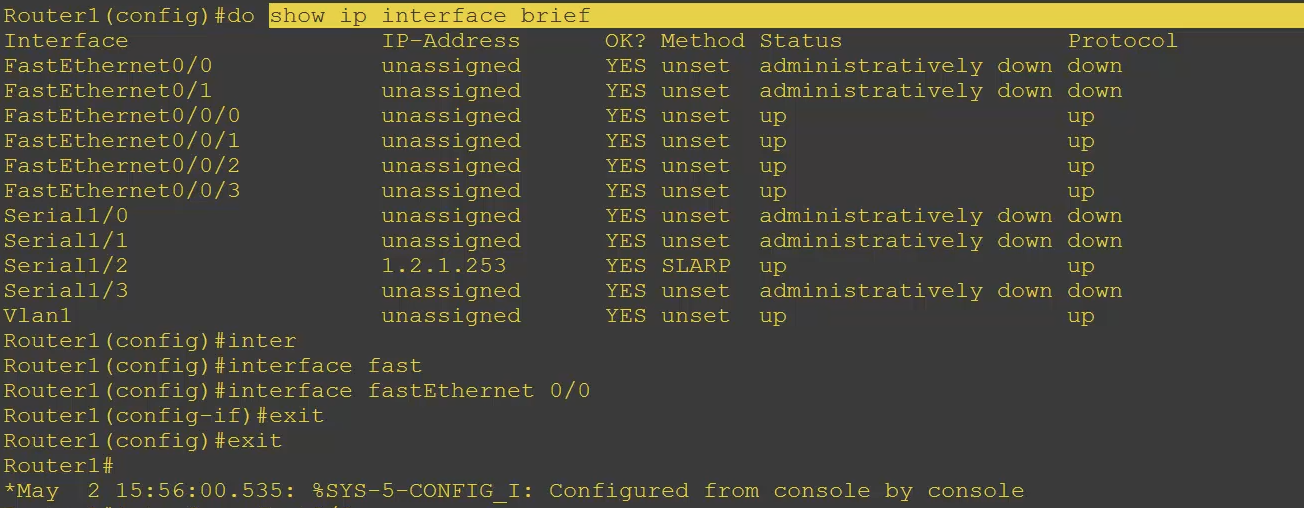 Router1(config)#do show ip interface brief
Interface                  IP-Address      OK? Method Status                Protocol
FastEthernet0/0            unassigned      YES unset  administratively down down
FastEthernet0/1            unassigned      YES unset  administratively down down
FastEthernet0/0/0          unassigned      YES unset  up                    up
FastEthernet0/0/1          unassigned      YES unset  up                    up
FastEthernet0/0/2          unassigned      YES unset  up                    up
FastEthernet0/0/3          unassigned      YES unset  up                    up
Serial1/0                  unassigned      YES unset  administratively down down
Serial1/1                  unassigned      YES unset  administratively down down
Serial1/2                  1.2.1.253       YES SLARP  up                    up
Serial1/3                  unassigned      YES unset  administratively down down
Vlan1                      unassigned      YES unset  up                    up
Router1(config)#inter
Router1(config)#interface fast
Router1(config)#interface fastEthernet 0/0
Router1(config-if)#exit
Router1(config)#exit
Router1#
*May  2 15:56:00.535: %SYS-5-CONFIG_I: Configured from console by console